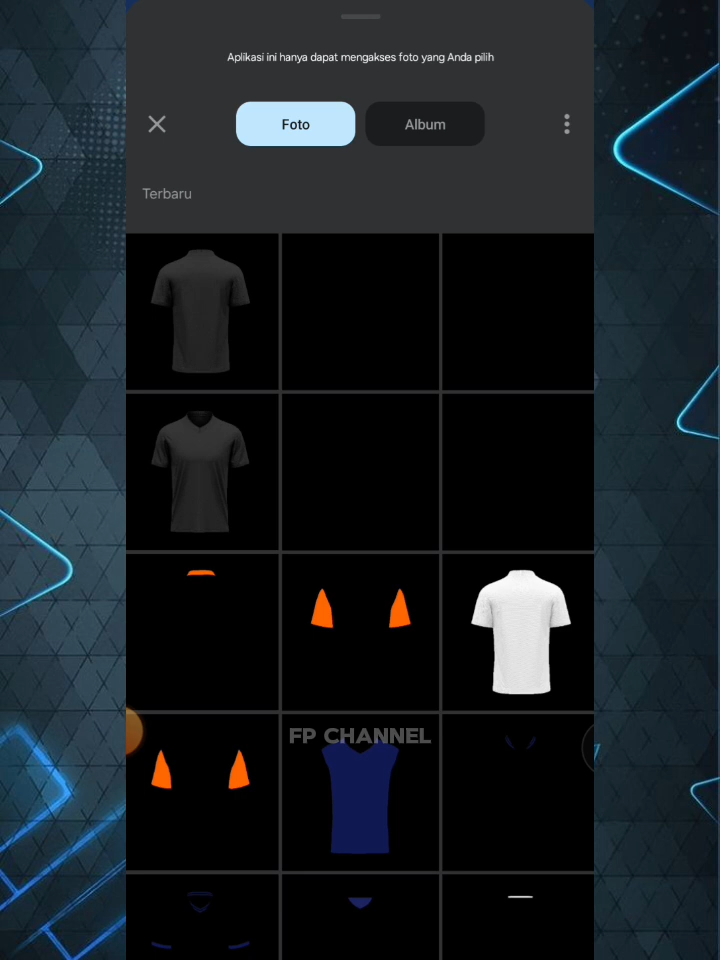 Aplikasi ini hanya dapat mengakses foto yang Anda pilih
Foto
Album
Terbaru
FP CHANNEL